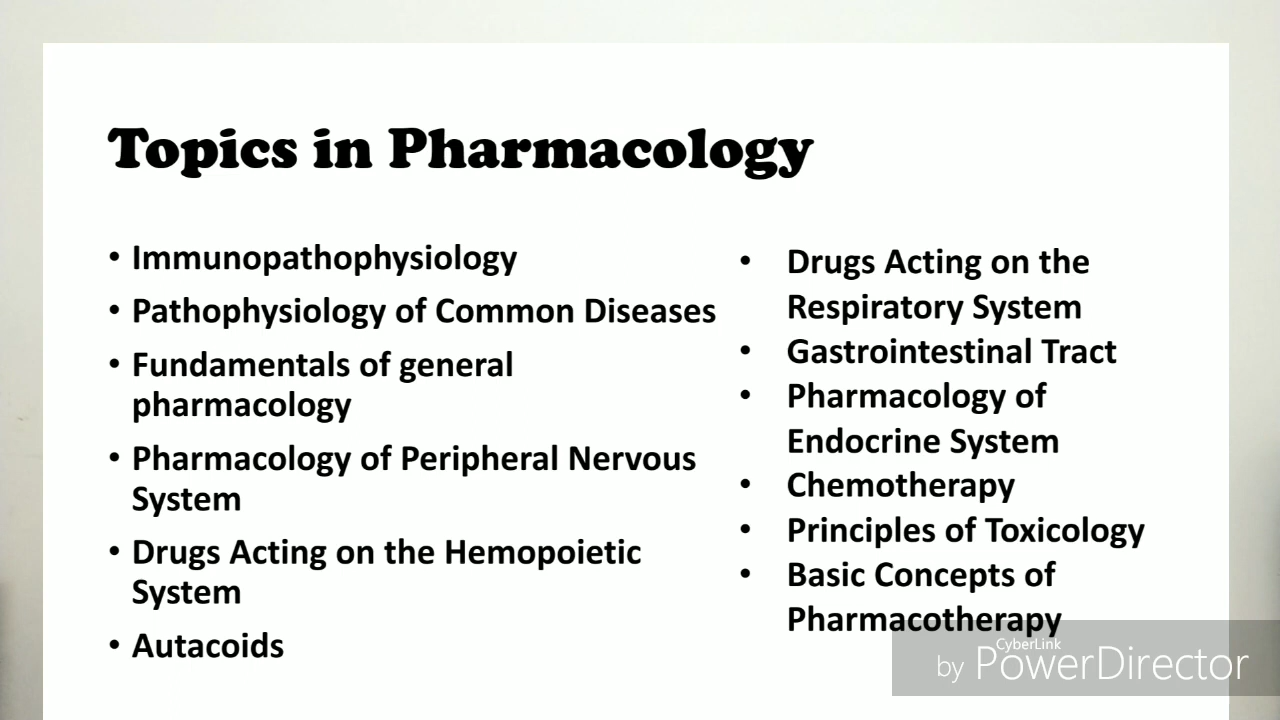 Topics in Pharmacology
• Immunopathophysiology
• Pathophysiology of Common Diseases
• Fundamentals of general
pharmacology
• Pharmacology of Peripheral Nervous
System
• Drugs Acting on the Hemopoietic
System
• Autacoids
• Drugs Acting on the
Respiratory System
• Gastrointestinal Tract
• Pharmacology of
Endocrine System
• Chemotherapy
• Principles of Toxicology
• Basic Concepts of
Pharmacotherapy
CyberLink
by PowerDirector